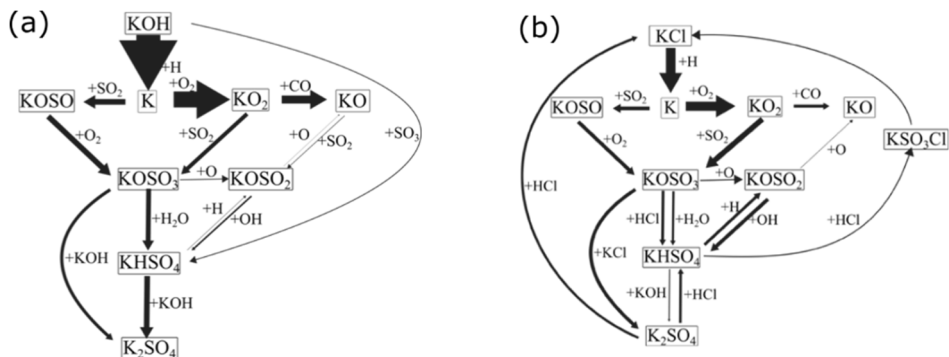 (a)
KOH
+H
+SO₂
+O₂
+CO
KOSO
K
KO₂
KO
+O₂
+SO₂
+O
+SO₂
+SO₃
KOSO₃
+O
KOSO₂
+H₂O
+H
+OH
+KOH
KHSO₄
+KOH
K₂SO₄
(b)
KCl
+H
+SO₂
+O₂
+CO
KOSO
K
KO₂
KO
+O₂
+SO₂
+O
KSO₃Cl
+HCl
KOSO₃
+O
KOSO₂
+HCl
+H₂O
+H
+OH
+HCl
+KCl
KHSO₄
+KOH
+HCl
K₂SO₄